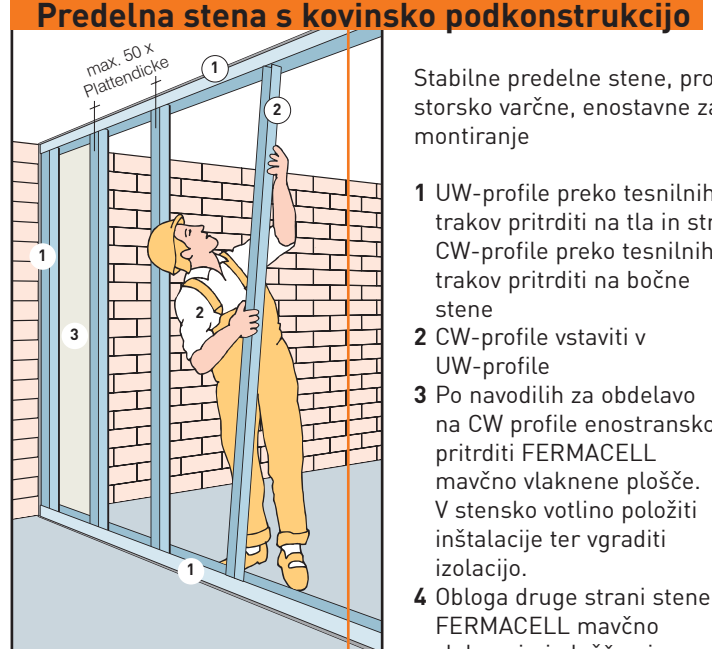 Predelna stena s kovinsko podkonstrukcijo
max. 50 x
Plattendicke
1
2
1
3
2
1
Stabilne predelne stene, pro
storsko varčne, enostavne za
montiranje
1 UW-profile preko tesnilnih
trakov pritrditi na tla in str
CW-profile preko tesnilnih
trakov pritrditi na bočne
stene
2 CW-profile vstaviti v
UW-profile
3 Po navodilih za obdelavo
na CW profile enostransko
pritrditi FERMACELL
mavčno vlaknene plošče.
V stensko votlino položiti
inštalacije ter vgraditi
izolacijo.
4 Obloga druge strani stene
FERMACELL mavčno